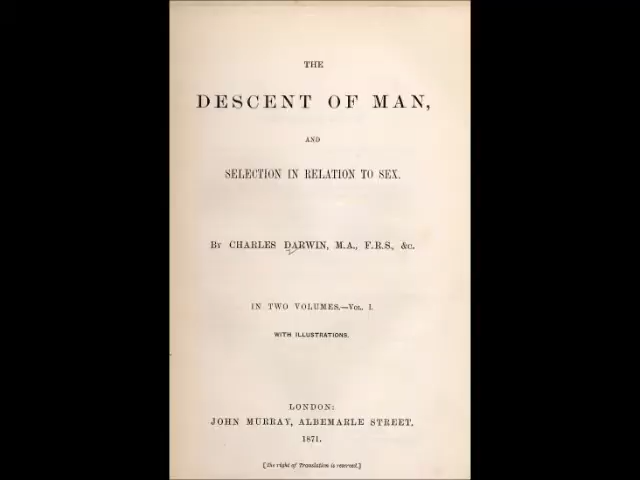 THE
DESCENT OF MAN,
AND
SELECTION IN RELATION TO SEX.
BY CHARLES DARWIN, M.A., F.R.S., &c.
IN TWO VOLUMES.—VOL. I.
WITH ILLUSTRATIONS.
LONDON:
JOHN MURRAY, ALBEMARLE STREET.
1871.
[The right of Translation is reserved.]